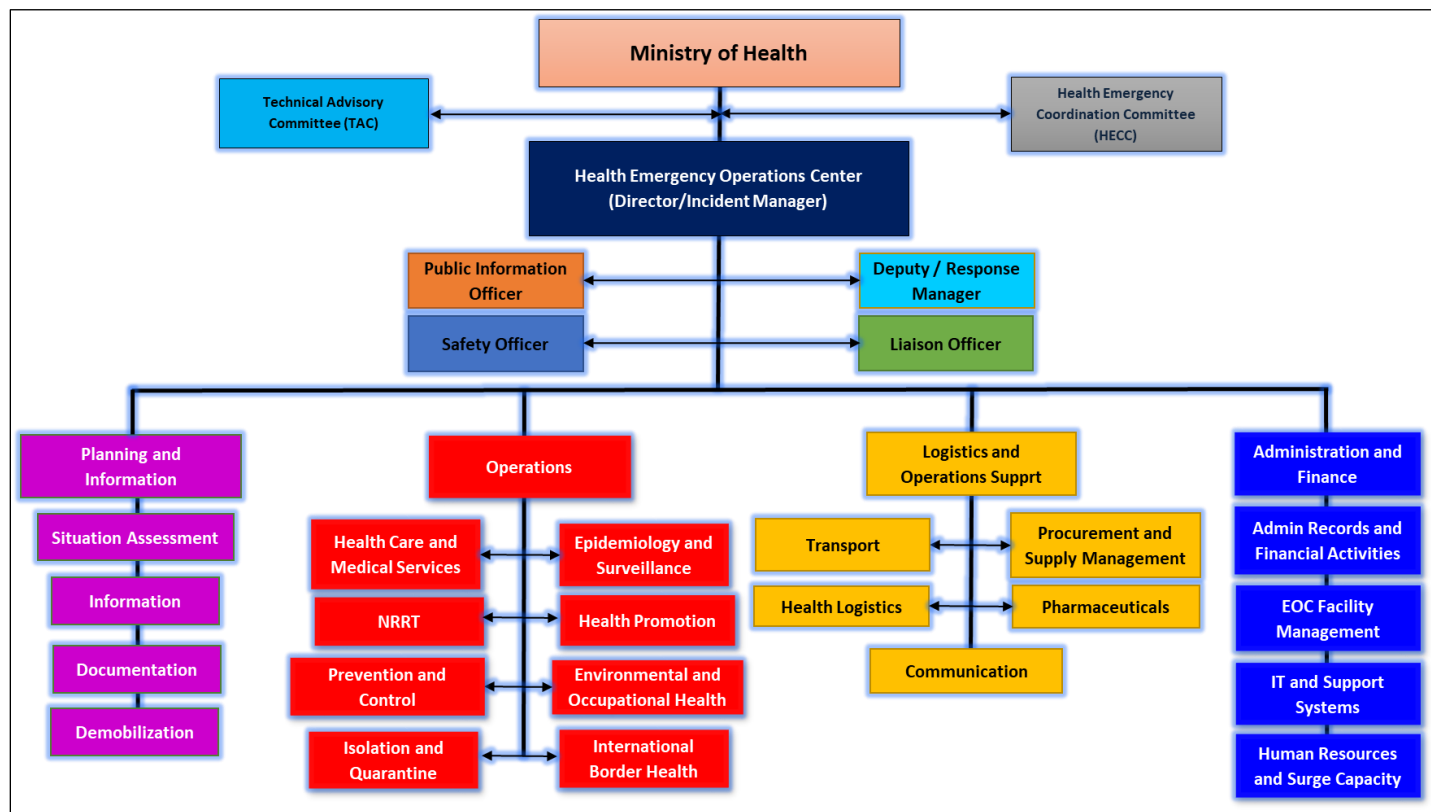 Ministry of Health
Technical Advisory
Committee (TAC)
Health Emergency
Coordination Committee
(HECC)
Health Emergency Operations Center
(Director/Incident Manager)
Public Information
Officer
Deputy / Response
Manager
Safety Officer
Liaison Officer
Planning and
Information
Situation Assessment
Information
Documentation
Demobilization
Operations
Health Care and
Medical Services
Epidemiology and
Surveillance
NRRT
Health Promotion
Prevention and
Control
Environmental and
Occupational Health
Isolation and
Quarantine
International
Border Health
Logistics and
Operations Supprt
Transport
Procurement and
Supply Management
Health Logistics
Pharmaceuticals
Communication
Administration and
Finance
Admin Records and
Financial Activities
EOC Facility
Management
IT and Support
Systems
Human Resources
and Surge Capacity